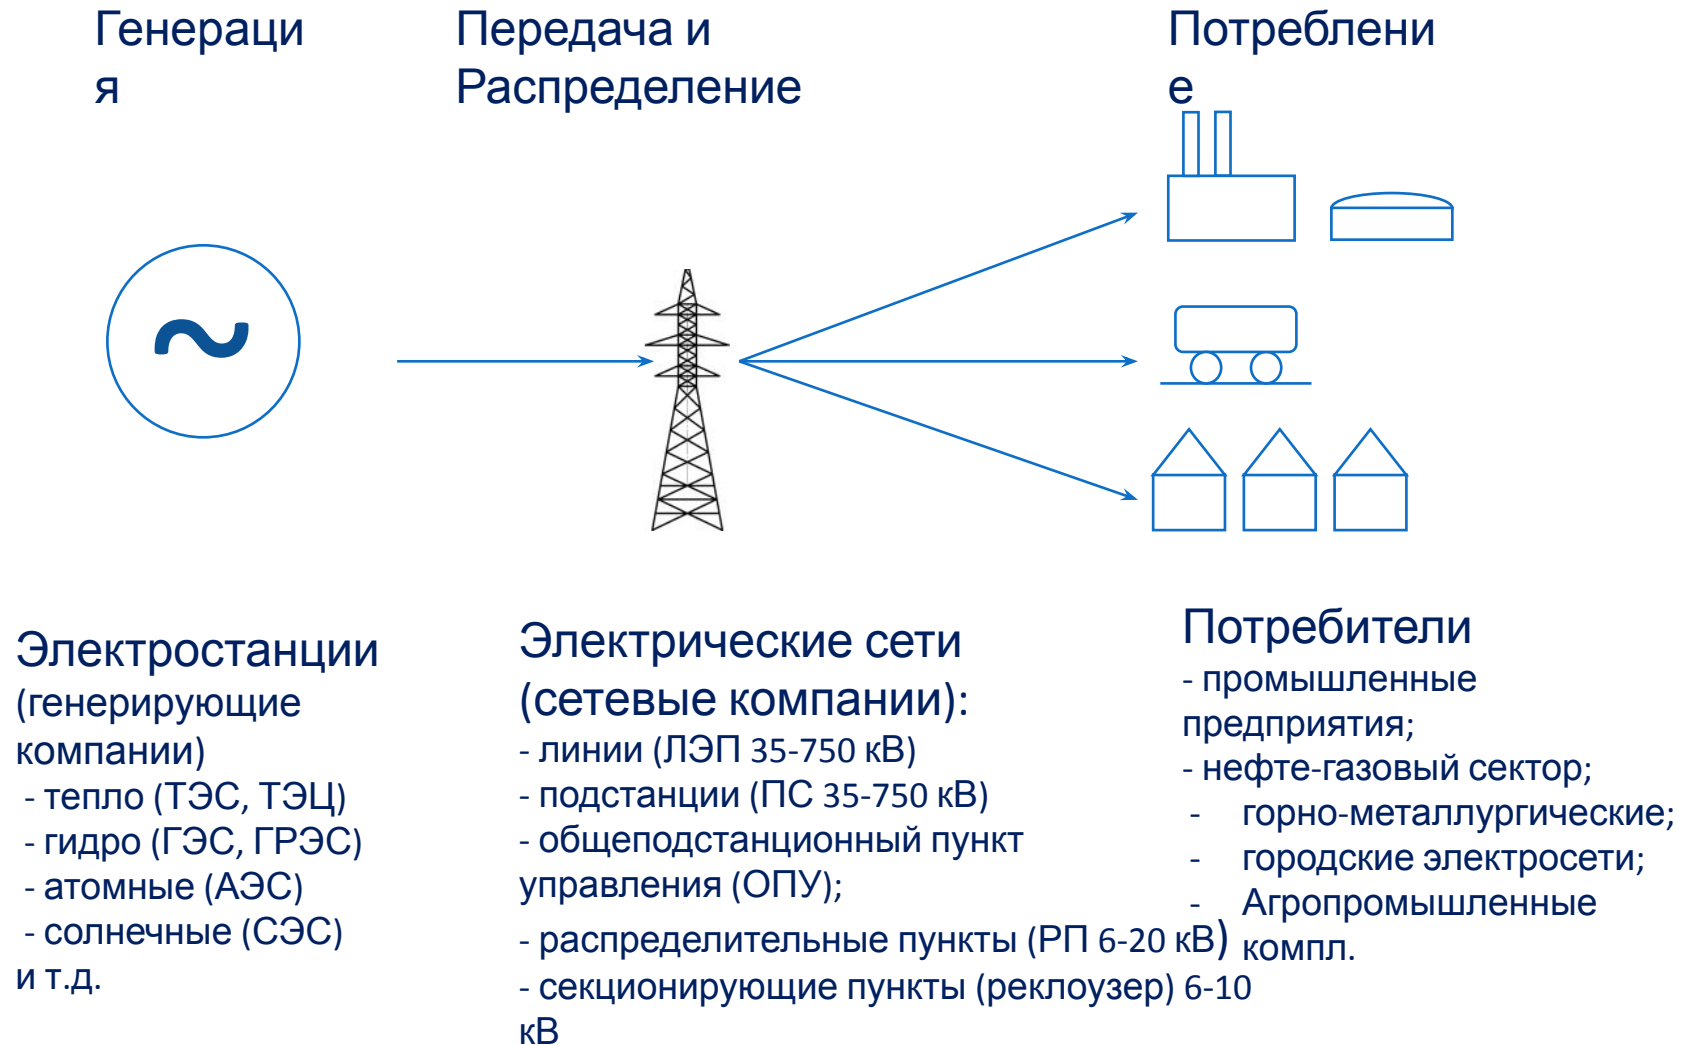 Генераци
я
Передача и
Распределение
Потреблени
е
~
Электростанции
(генерирующие
компании)
- тепло (ТЭС, ТЭЦ)
- гидро (ГЭС, ГРЭС)
- атомные (АЭС)
- солнечные (СЭС)
и т.д.
Электрические сети
(сетевые компании):
- линии (ЛЭП 35-750 кВ)
- подстанции (ПС 35-750 кВ)
- общеподстанционный пункт
управления (ОПУ);
- распределительные пункты (РП 6-20 кВ)
- секционирующие пункты (реклоузер) 6-10
кВ
Потребители
- промышленные
предприятия;
- нефте-газовый сектор;
- горно-металлургические;
- городские электросети;
- Агропромышленные
компл.